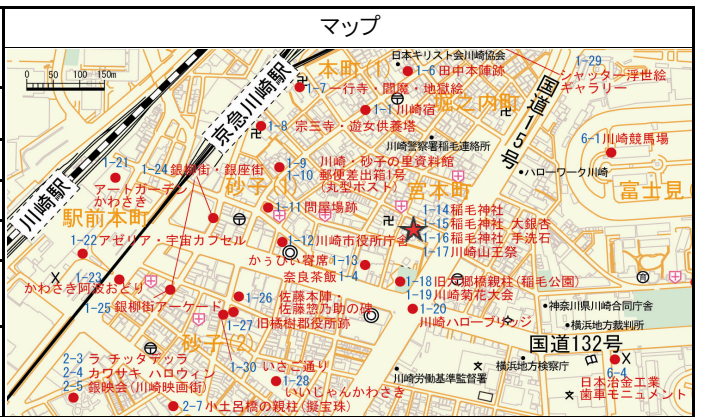 マップ
0 50 100 150m
日本キリスト会川崎協会
1-6 田中本陣跡
1-29
シャッター浮世絵
ギャラリー
本町(1)
1-7 一行寺・閻魔・地獄絵
堀之内町
国道15号
京急川崎駅
1-1 川崎宿
1-8 宗三寺・遊女供養塔
川崎警察署稲毛連絡所
6-1 川崎競馬場
ハローワーク川崎
1-21
アートガーデン
かわさき
1-24 銀柳街・銀座街
1-9
1-10
川崎・砂子の里資料館
郵便差出箱1号
(丸型ポスト)
砂子(1)
宮本町
富士見(
川崎駅
駅前本町
1-11 問屋場跡
1-14 稲毛神社
1-15 稲毛神社 大銀杏
1-16 稲毛神社 手洗石
1-17 川崎山王祭
1-22 アゼリア・宇宙カプセル
1-12 川崎市役所庁舎
かっぴい寄席 1-13
奈良茶飯 1-4
1-23
かわさき阿波おどり
1-18 旧大郷橋親柱(稲毛公園)
1-19 川崎菊花大会
1-20
川崎ハローブリッジ
1-25 銀柳街アーケード
1-26 佐藤本陣・
佐藤惣乃助の碑
1-27 旧橘樹郡役所跡
神奈川県川崎合同庁舎
横浜地方裁判所
国道132号
砂子(2)
2-3 ラ チッタデッラ
2-4 カワサキ ハロウィン
2-5 銀映会(川崎映画街)
1-30 いさご通り
1-28
いいじゃんかわさき
横浜地方検察庁
川崎労働基準監督署
6-4
日本冶金工業
歯車モニュメント
2-7 小土呂橋の親柱(擬宝珠)